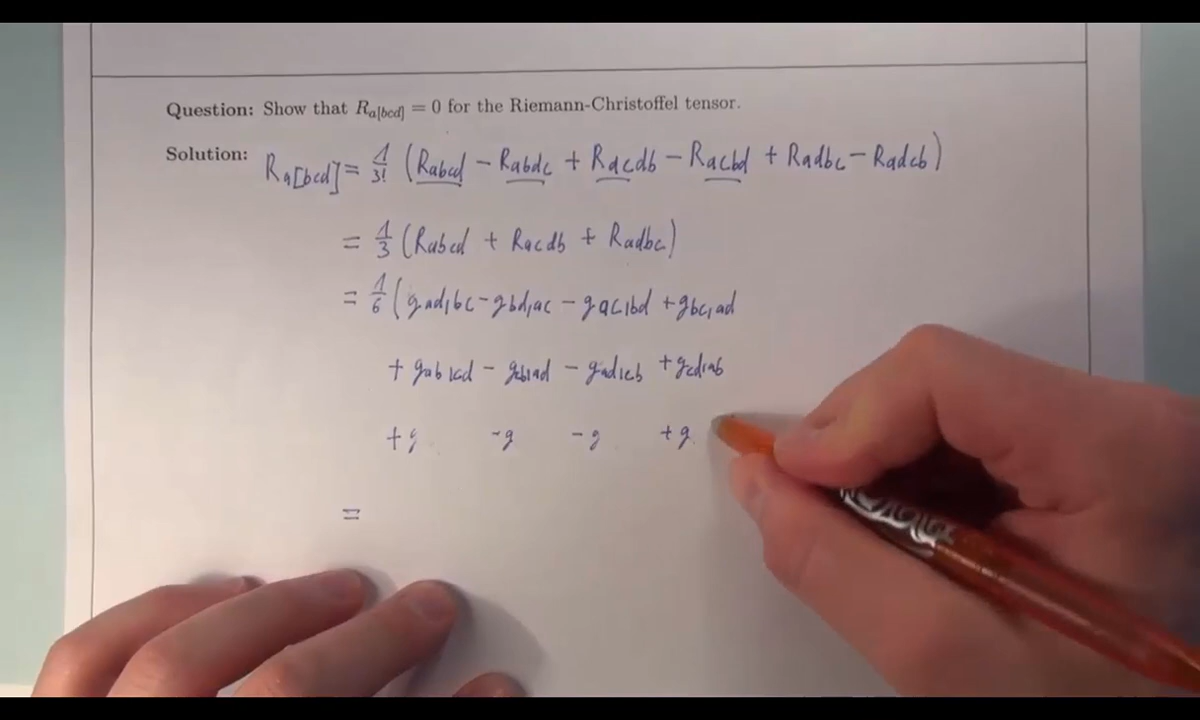 Question: Show that R_{a[bcd]} = 0 for the Riemann-Christoffel tensor.
Solution: R_{a[bcd]} = 1/3! (R_{abcd} - R_{abdc} + R_{acdb} - R_{acbd} + R_{adbc} - R_{adcb})
= 1/3 (R_{abcd} + R_{acdb} + R_{adbc})
= 1/6 (g_{ad,bc} - g_{bd,ac} - g_{ac,bd} + g_{bc,ad}
+ g_{ab,cd} - g_{cb,ad} - g_{ad,cb} + g_{cd,ab}
+ g - g - g + g
=